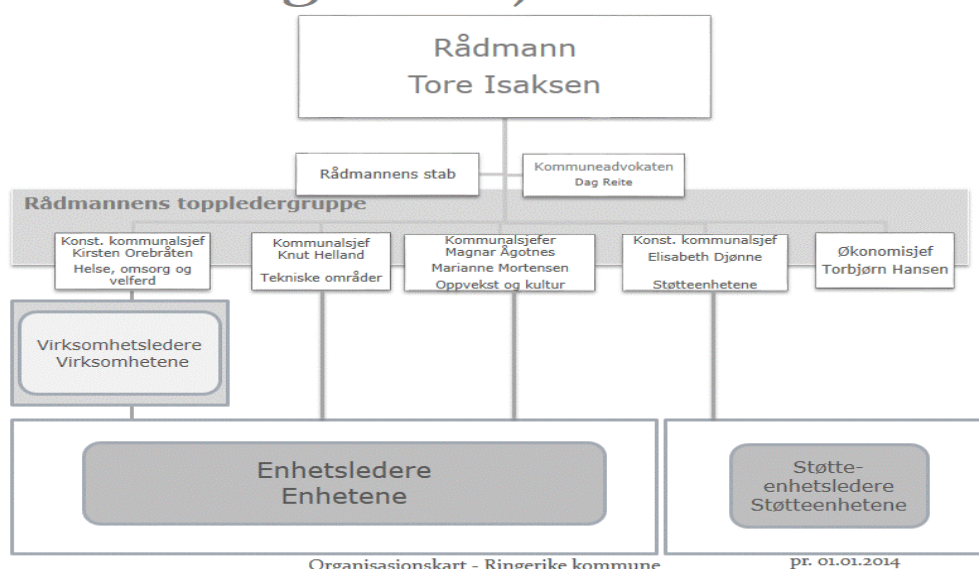 Rådmann
Tore Isaksen
Rådmannens stab
Kommuneadvokaten
Dag Reite
Rådmannens toppledergruppe
Konst. kommunalsjef
Kirsten Orebråten
Helse, omsorg og
velferd
Kommunalsjef
Knut Helland
Tekniske områder
Kommunalsjefer
Magnar Ågotnes
Marianne Mortensen
Oppvekst og kultur
Konst. kommunalsjef
Elisabeth Djønne
Støtteenhetene
Økonomisjef
Torbjørn Hansen
Virksomhetsledere
Virksomhetene
Enhetsledere
Enhetene
Støtte-
enhetsledere
Støtteenhetene
Organisasjonskart - Ringerike kommune
pr. 01.01.2014